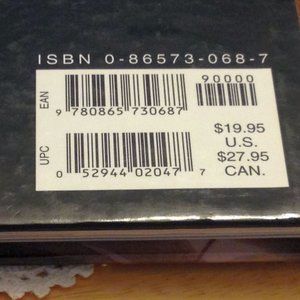 ISBN 0-86573-068-7
90000
EAN
9 780865 730687
UPC
0 52944 02047 7
$19.95
U.S.
$27.95
CAN.